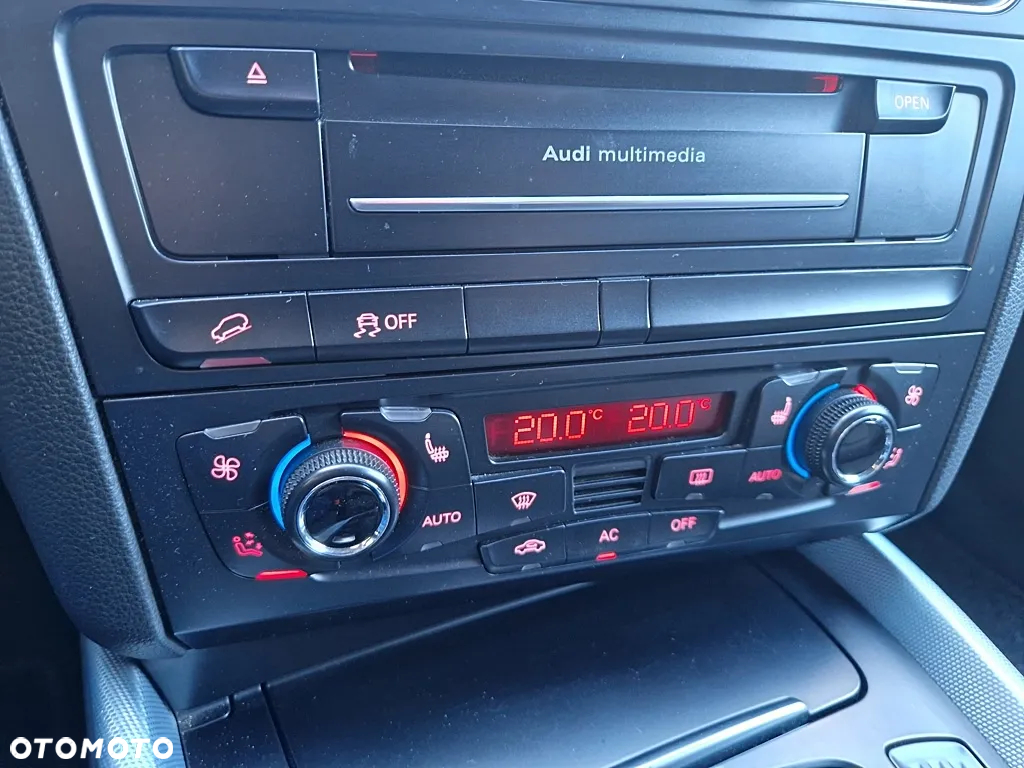 OPEN
Audi multimedia
OFF
20.0°C 20.0°C
AUTO
AUTO
AC
OFF
OTOMOTO